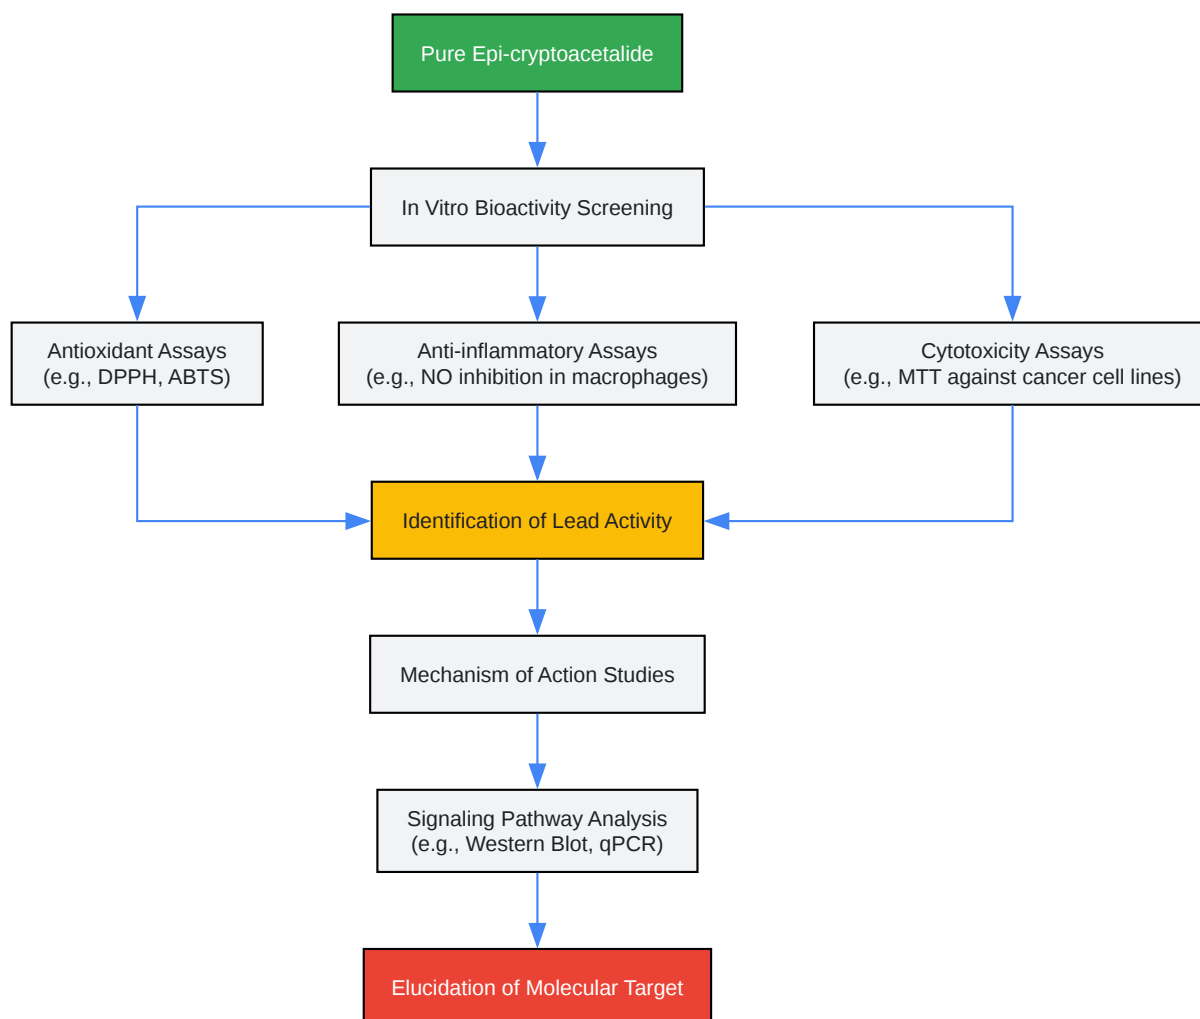 Pure Epi-cryptoacetalide
In Vitro Bioactivity Screening
Antioxidant Assays
(e.g., DPPH, ABTS)
Anti-inflammatory Assays
(e.g., NO inhibition in macrophages)
Cytotoxicity Assays
(e.g., MTT against cancer cell lines)
Identification of Lead Activity
Mechanism of Action Studies
Signaling Pathway Analysis
(e.g., Western Blot, qPCR)
Elucidation of Molecular Target